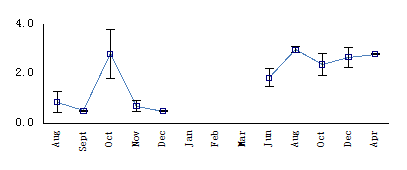 4.0
2.0
0.0
Aug
Sept
Oct
Nov
Dec
Jan
Feb
Mar
Jun
Aug
Oct
Dec
Apr